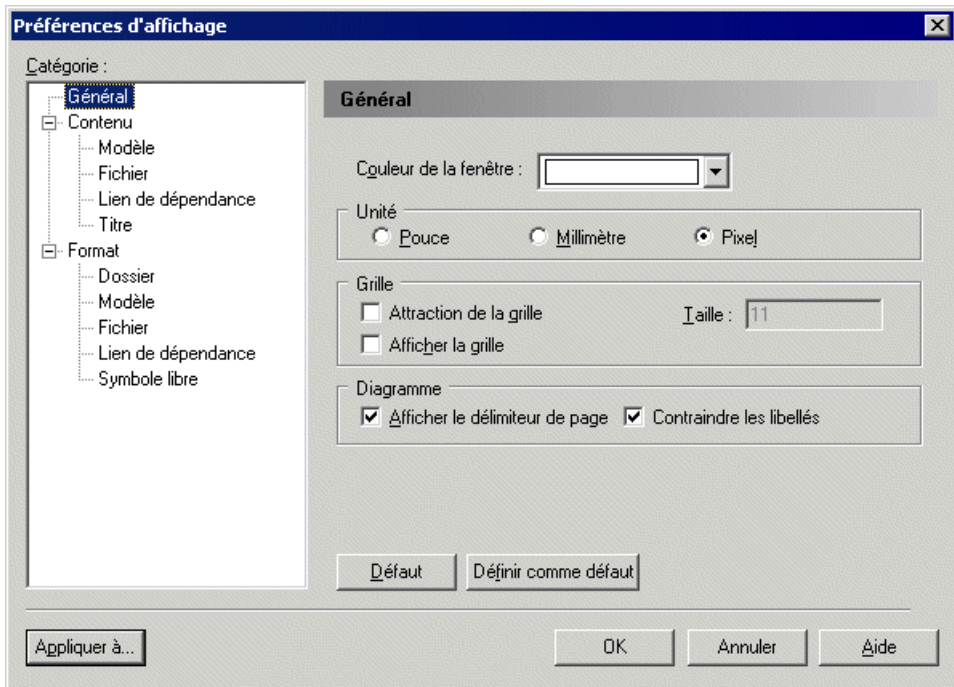 Préférences d'affichage
Catégorie :
Général
Contenu
Modèle
Fichier
Lien de dépendance
Titre
Format
Dossier
Modèle
Fichier
Lien de dépendance
Symbole libre
Général
Couleur de la fenêtre :
Unité
Pouce Millimètre Pixel
Grille
Attraction de la grille Taille : 11
Afficher la grille
Diagramme
Afficher le délimiteur de page Contraindre les libellés
Défaut Définir comme défaut
Appliquer à... OK Annuler Aide